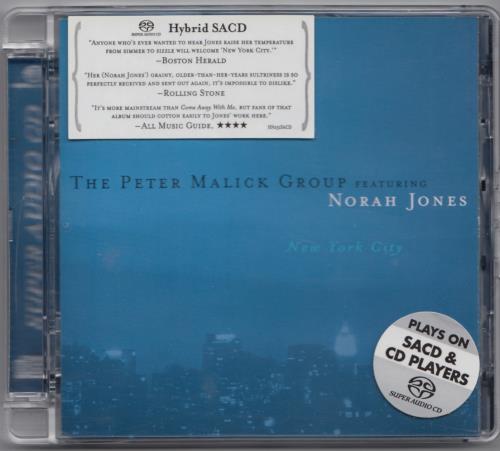 SUPER AUDIO CD
Hybrid SACD
"Anyone who's ever wanted to hear Jones raise her temperature
from simmer to sizzle will welcome 'New York City.'"
—Boston Herald
"Her (Norah Jones') grainy, older-than-her-years sultriness is so
perfectly received and sent out again, it's impossible to dislike."
—Rolling Stone
"It's more mainstream than Come Away With Me, but fans of that
album should cotton easily to Jones' work here."
—All Music Guide, ★★★★
The Peter Malick Group featuring
Norah Jones
New York City
PLAYS ON
SACD &
CD PLAYERS
SUPER AUDIO CD
SUPER AUDIO CD